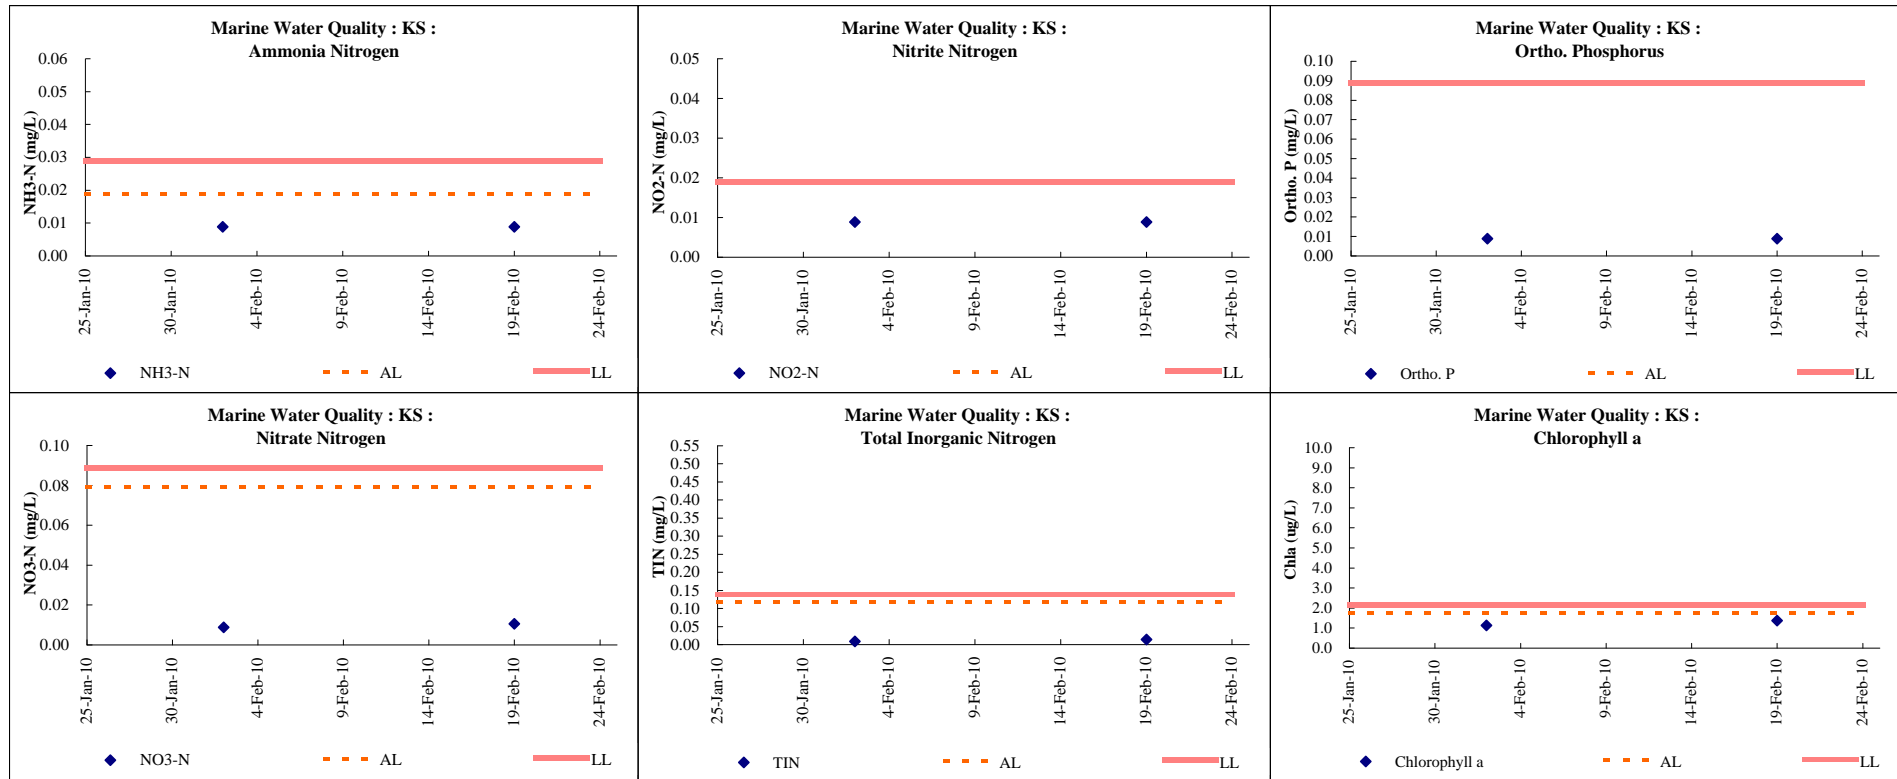 Marine Water Quality : KS :
Ammonia Nitrogen
NH3-N (mg/L)
0.06
0.05
0.04
0.03
0.02
0.01
0.00
25-Jan-10
30-Jan-10
4-Feb-10
9-Feb-10
14-Feb-10
19-Feb-10
24-Feb-10
NH3-N AL LL
Marine Water Quality : KS :
Nitrite Nitrogen
NO2-N (mg/L)
0.05
0.04
0.03
0.02
0.01
0.00
25-Jan-10
30-Jan-10
4-Feb-10
9-Feb-10
14-Feb-10
19-Feb-10
24-Feb-10
NO2-N AL LL
Marine Water Quality : KS :
Ortho. Phosphorus
Ortho. P (mg/L)
0.10
0.09
0.08
0.07
0.06
0.05
0.04
0.03
0.02
0.01
0.00
25-Jan-10
30-Jan-10
4-Feb-10
9-Feb-10
14-Feb-10
19-Feb-10
24-Feb-10
Ortho. P AL LL
Marine Water Quality : KS :
Nitrate Nitrogen
NO3-N (mg/L)
0.10
0.08
0.06
0.04
0.02
0.00
25-Jan-10
30-Jan-10
4-Feb-10
9-Feb-10
14-Feb-10
19-Feb-10
24-Feb-10
NO3-N AL LL
Marine Water Quality : KS :
Total Inorganic Nitrogen
TIN (mg/L)
0.55
0.50
0.45
0.40
0.35
0.30
0.25
0.20
0.15
0.10
0.05
0.00
25-Jan-10
30-Jan-10
4-Feb-10
9-Feb-10
14-Feb-10
19-Feb-10
24-Feb-10
TIN AL LL
Marine Water Quality : KS :
Chlorophyll a
Chla (ug/L)
10.0
9.0
8.0
7.0
6.0
5.0
4.0
3.0
2.0
1.0
0.0
25-Jan-10
30-Jan-10
4-Feb-10
9-Feb-10
14-Feb-10
19-Feb-10
24-Feb-10
Chlorophyll a AL LL